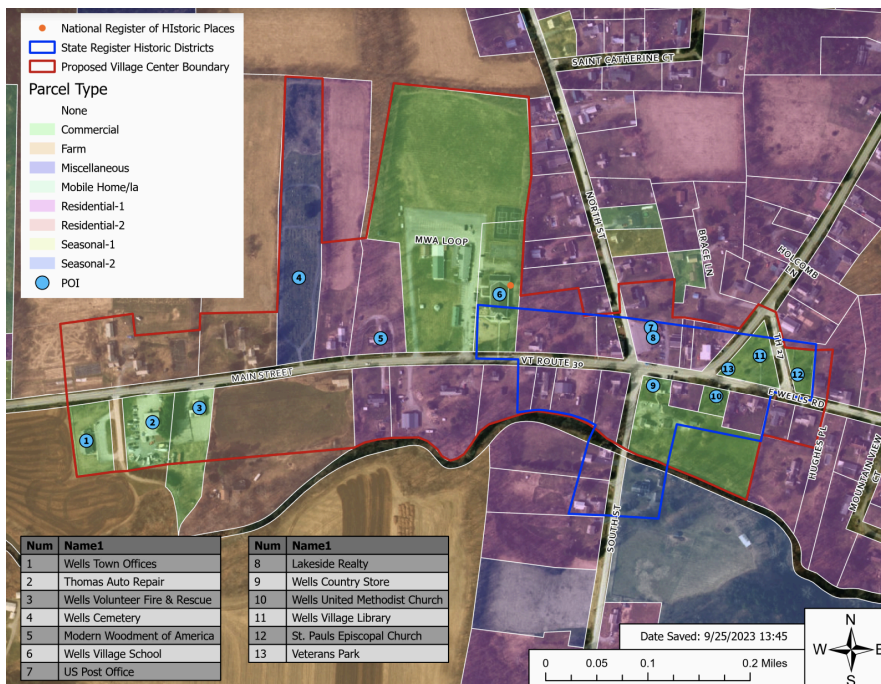 National Register of HIstoric Places
State Register Historic Districts
Proposed Village Center Boundary
Parcel Type
None
Commercial
Farm
Miscellaneous
Mobile Home/la
Residential-1
Residential-2
Seasonal-1
Seasonal-2
POI
SAINT CATHERINE CT
NORTH ST
BRACE LN
HOLCOMB LN
MWA LOOP
TH 27
MAIN STREET
VT ROUTE 30
E WELLS RD
HUGHES PL
MOUNTAIN VIEW CT
SOUTH ST
1
2
3
4
5
6
7
8
9
10
11
12
13
Num Name1
1 Wells Town Offices
2 Thomas Auto Repair
3 Wells Volunteer Fire & Rescue
4 Wells Cemetery
5 Modern Woodment of America
6 Wells Village School
7 US Post Office
Num Name1
8 Lakeside Realty
9 Wells Country Store
10 Wells United Methodist Church
11 Wells Village Library
12 St. Pauls Episcopal Church
13 Veterans Park
Date Saved: 9/25/2023 13:45
0 0.05 0.1 0.2 Miles
N
W E
S